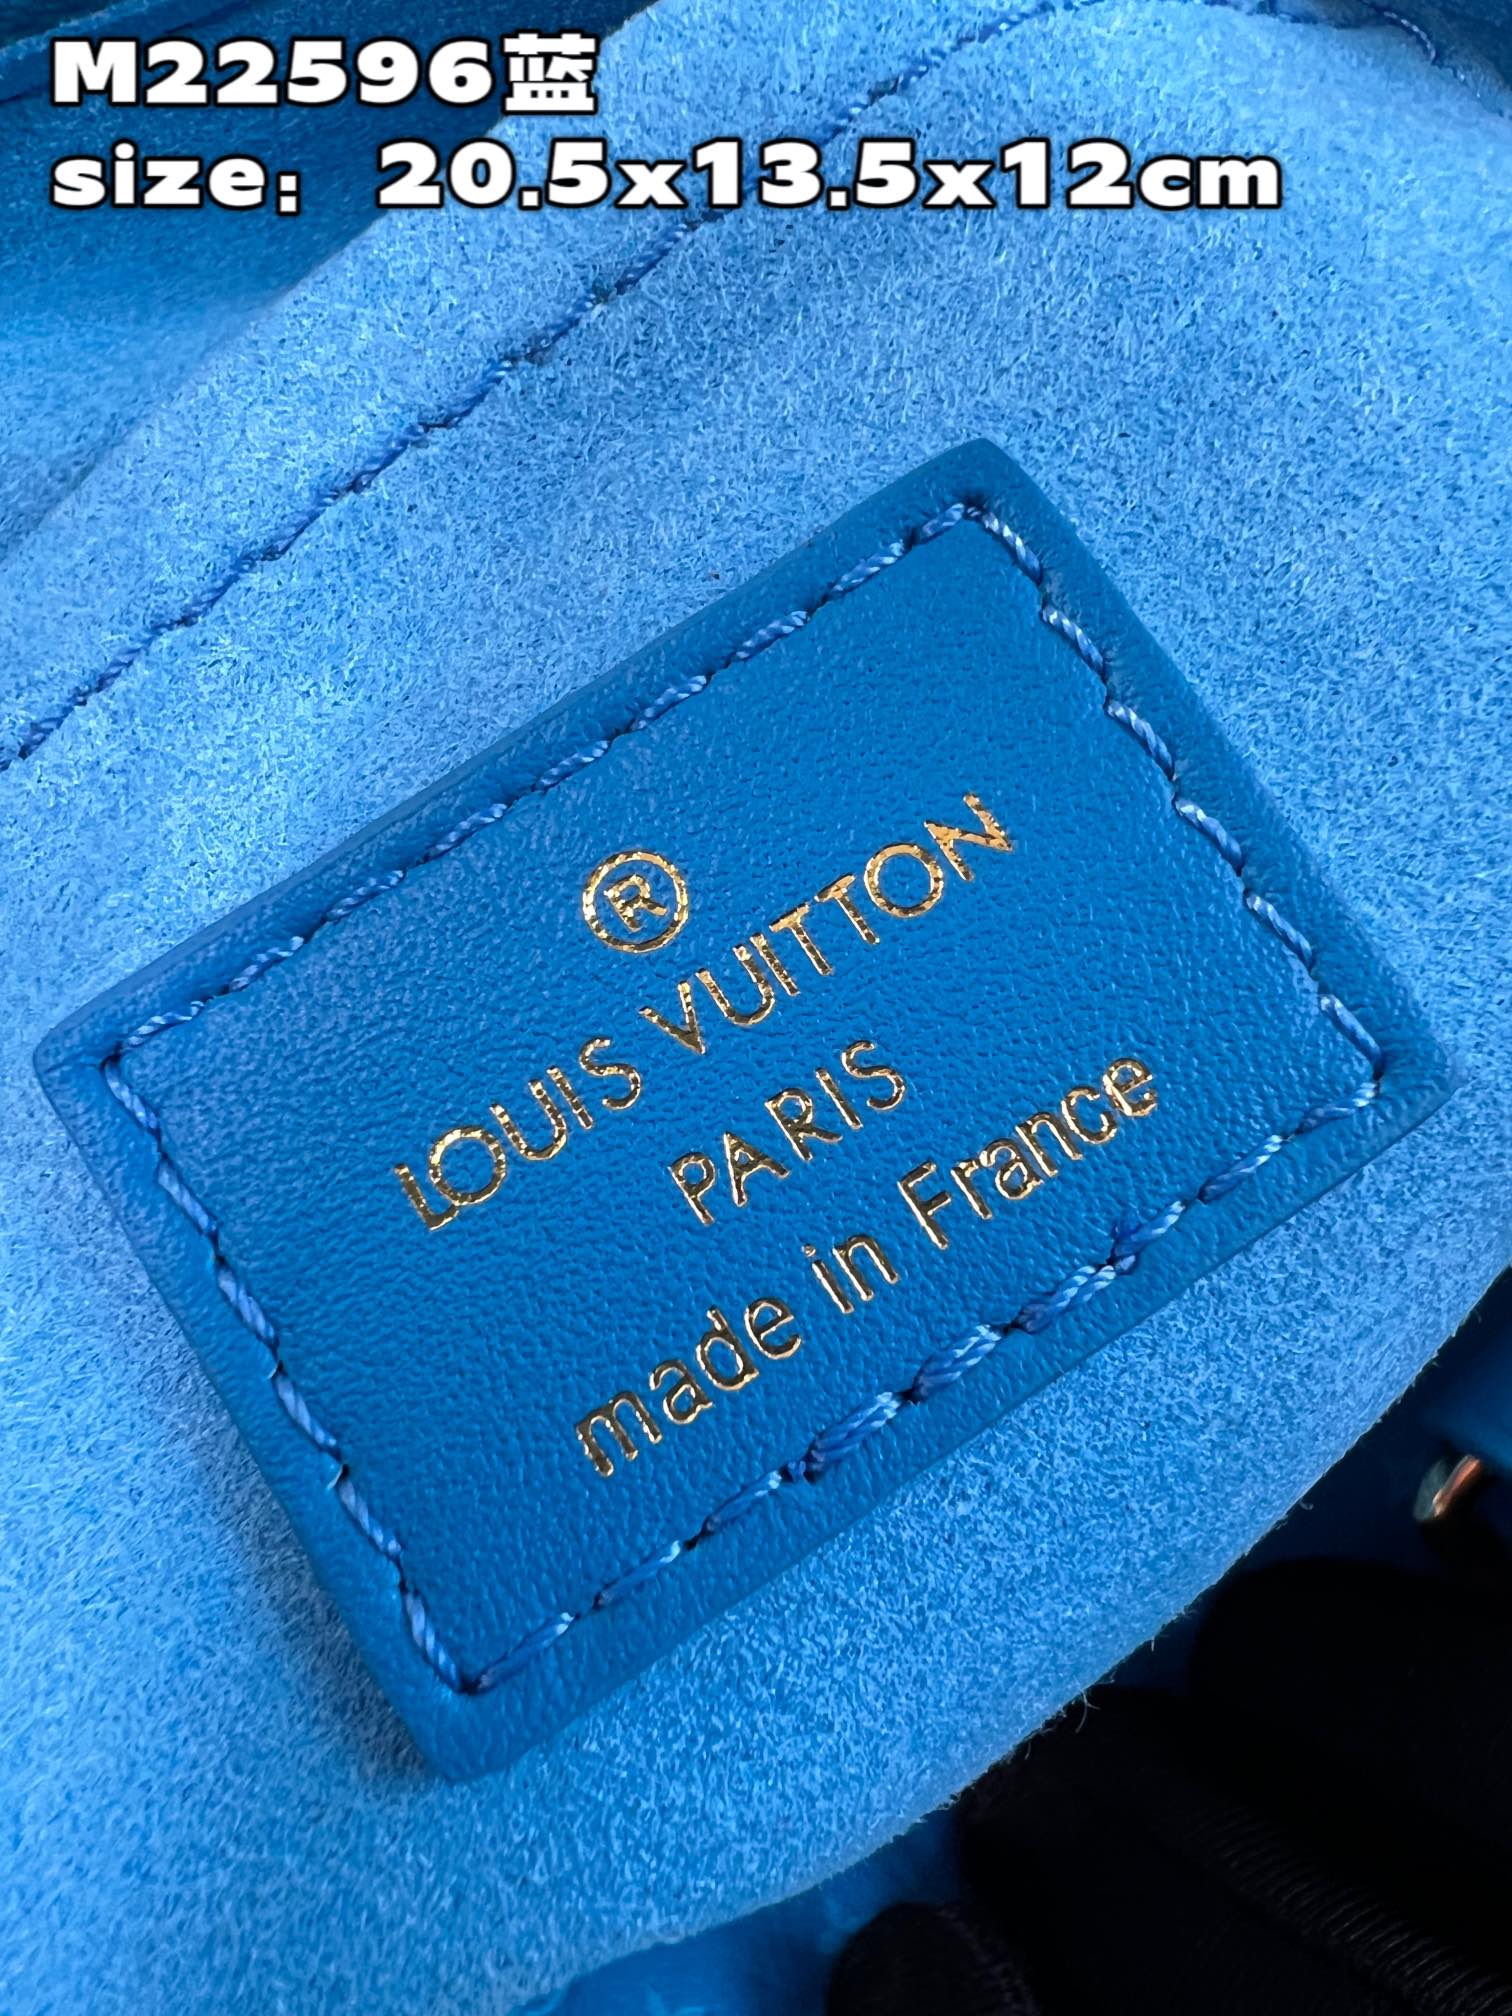 M22596蓝
size：20.5x13.5x12cm
®
LOUIS VUITTON
PARIS
made in France